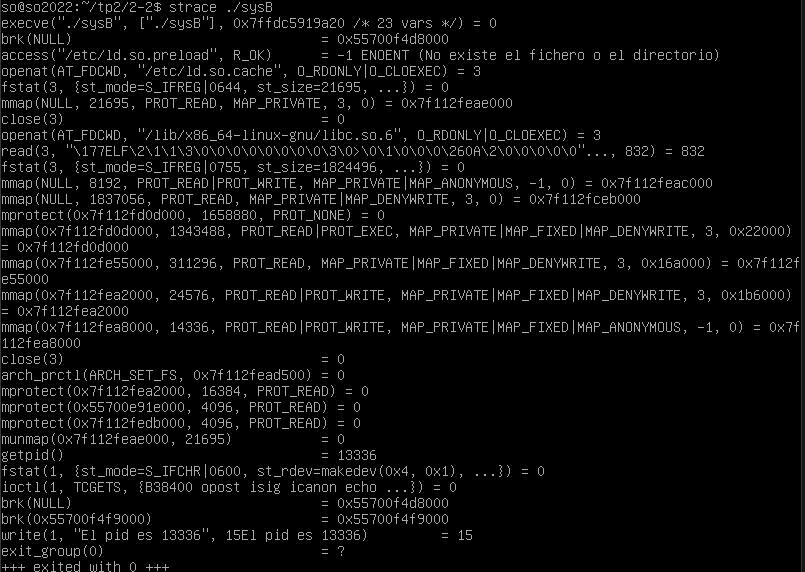 so@so2022:~/tp2/2-2$ strace ./sysB
execve("./sysB", ["./sysB"], 0x7ffdc5919a20 /* 23 vars */) = 0
brk(NULL)                               = 0x55700f4d8000
access("/etc/ld.so.preload", R_OK)      = -1 ENOENT (No existe el fichero o el directorio)
openat(AT_FDCWD, "/etc/ld.so.cache", O_RDONLY|O_CLOEXEC) = 3
fstat(3, {st_mode=S_IFREG|0644, st_size=21695, ...}) = 0
mmap(NULL, 21695, PROT_READ, MAP_PRIVATE, 3, 0) = 0x7f112feae000
close(3)                                = 0
openat(AT_FDCWD, "/lib/x86_64-linux-gnu/libc.so.6", O_RDONLY|O_CLOEXEC) = 3
read(3, "\177ELF\2\1\1\3\0\0\0\0\0\0\0\0\3\0>\0\1\0\0\0\260A\2\0\0\0\0\0"..., 832) = 832
fstat(3, {st_mode=S_IFREG|0755, st_size=1824496, ...}) = 0
mmap(NULL, 8192, PROT_READ|PROT_WRITE, MAP_PRIVATE|MAP_ANONYMOUS, -1, 0) = 0x7f112feac000
mmap(NULL, 1837056, PROT_READ, MAP_PRIVATE|MAP_DENYWRITE, 3, 0) = 0x7f112fceb000
mprotect(0x7f112fd0d000, 1658880, PROT_NONE) = 0
mmap(0x7f112fd0d000, 1343488, PROT_READ|PROT_EXEC, MAP_PRIVATE|MAP_FIXED|MAP_DENYWRITE, 3, 0x22000)
= 0x7f112fd0d000
mmap(0x7f112fe55000, 311296, PROT_READ, MAP_PRIVATE|MAP_FIXED|MAP_DENYWRITE, 3, 0x16a000) = 0x7f112f
e55000
mmap(0x7f112fea2000, 24576, PROT_READ|PROT_WRITE, MAP_PRIVATE|MAP_FIXED|MAP_DENYWRITE, 3, 0x1b6000)
= 0x7f112fea2000
mmap(0x7f112fea8000, 14336, PROT_READ|PROT_WRITE, MAP_PRIVATE|MAP_FIXED|MAP_ANONYMOUS, -1, 0) = 0x7f
112fea8000
close(3)                                = 0
arch_prctl(ARCH_SET_FS, 0x7f112fead500) = 0
mprotect(0x7f112fea2000, 16384, PROT_READ) = 0
mprotect(0x55700e91e000, 4096, PROT_READ) = 0
mprotect(0x7f112fedb000, 4096, PROT_READ) = 0
munmap(0x7f112feae000, 21695)           = 0
getpid()                                = 13336
fstat(1, {st_mode=S_IFCHR|0600, st_rdev=makedev(0x4, 0x1), ...}) = 0
ioctl(1, TCGETS, {B38400 opost isig icanon echo ...}) = 0
brk(NULL)                               = 0x55700f4d8000
brk(0x55700f4f9000)                     = 0x55700f4f9000
write(1, "El pid es 13336", 15El pid es 13336)         = 15
exit_group(0)                           = ?
+++ exited with 0 +++